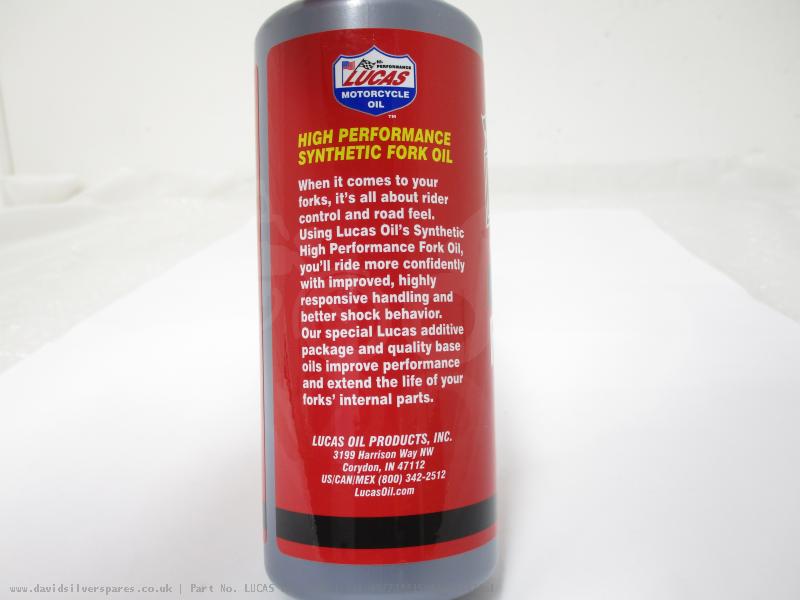 HI-PERFORMANCE
LUCAS
MOTORCYCLE
OIL
TM
HIGH PERFORMANCE
SYNTHETIC FORK OIL
When it comes to your
forks, it's all about rider
control and road feel.
Using Lucas Oil's Synthetic
High Performance Fork Oil,
you'll ride more confidently
with improved, highly
responsive handling and
better shock behavior.
Our special Lucas additive
package and quality base
oils improve performance
and extend the life of your
forks' internal parts.
LUCAS OIL PRODUCTS, INC.
3199 Harrison Way NW
Corydon, IN 47112
US/CAN/MEX (800) 342-2512
LucasOil.com
www.davidsilverspares.co.uk | Part No. LUCAS